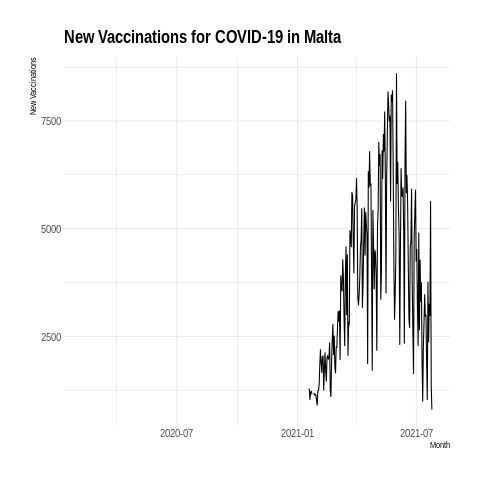 New Vaccinations for COVID-19 in Malta
New Vaccinations
7500
5000
2500
2020-07
2021-01
2021-07
Month